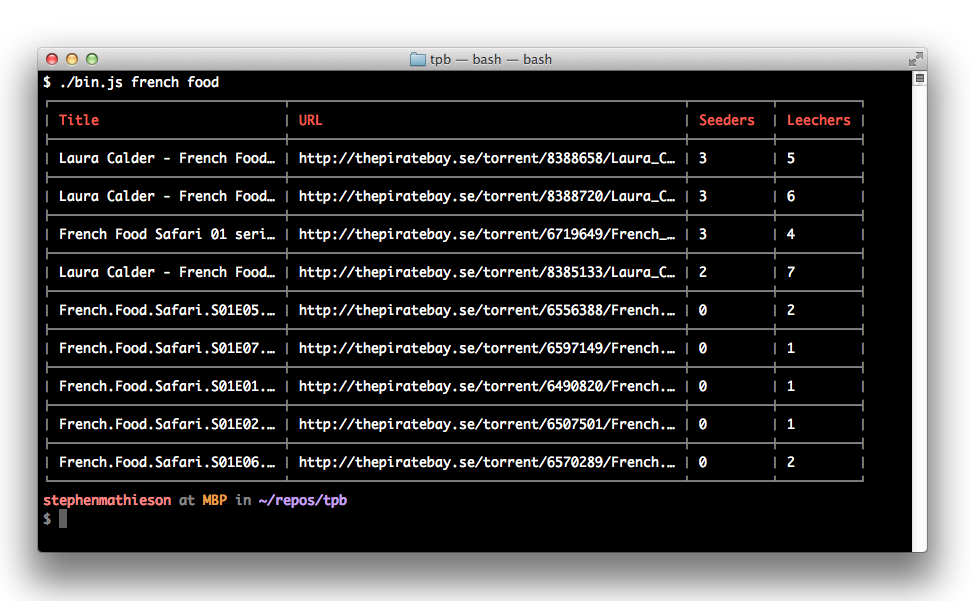 tpb — bash — bash
$ ./bin.js french food
Title | URL | Seeders | Leechers
Laura Calder - French Food… | http://thepiratebay.se/torrent/8388658/Laura_C… | 3 | 5
Laura Calder - French Food… | http://thepiratebay.se/torrent/8388720/Laura_C… | 3 | 6
French Food Safari 01 seri… | http://thepiratebay.se/torrent/6719649/French_… | 3 | 4
Laura Calder - French Food… | http://thepiratebay.se/torrent/8385133/Laura_C… | 2 | 7
French.Food.Safari.S01E05.… | http://thepiratebay.se/torrent/6556388/French.… | 0 | 2
French.Food.Safari.S01E07.… | http://thepiratebay.se/torrent/6597149/French.… | 0 | 1
French.Food.Safari.S01E01.… | http://thepiratebay.se/torrent/6490820/French.… | 0 | 1
French.Food.Safari.S01E02.… | http://thepiratebay.se/torrent/6507501/French.… | 0 | 1
French.Food.Safari.S01E06.… | http://thepiratebay.se/torrent/6570289/French.… | 0 | 2
stephenmathieson at MBP in ~/repos/tpb
$